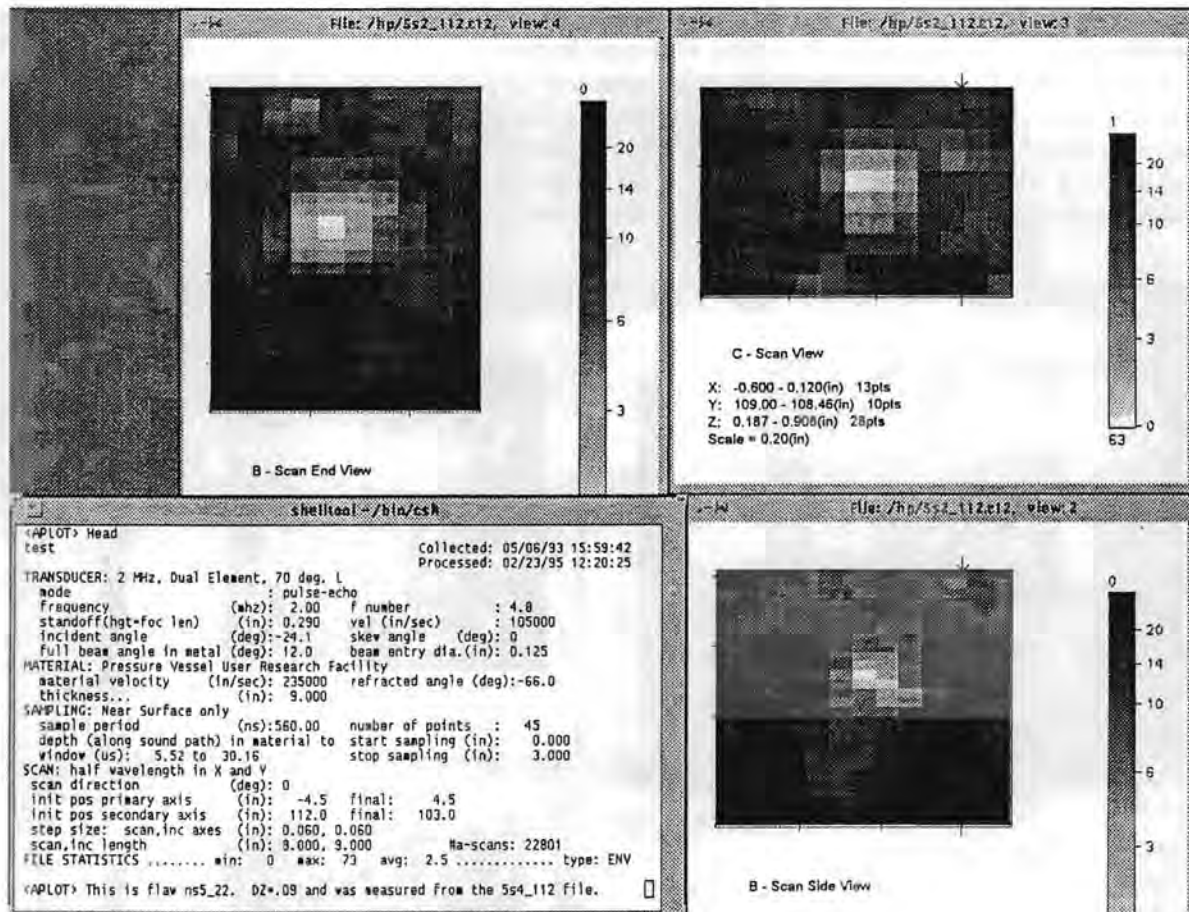 File: /hp/5s2_112.t12, view:4
0
20
14
10
6
3
B - Scan End View
File: /hp/5s2_112.t12, view:3
1
20
14
10
6
3
0
63
C - Scan View
X: -0.600 - 0.120(in) 13pts
Y: 109.00 - 108.46(in) 10pts
Z: 0.187 - 0.908(in) 28pts
Scale = 0.20(in)
shelltool - /bin/csh
<APLOT> Head
test
Collected: 05/06/93 15:59:42
Processed: 02/23/95 12:20:25
TRANSDUCER: 2 MHz, Dual Element, 70 deg. L
mode : pulse-echo
frequency (mhz): 2.00 f number : 4.8
standoff(hgt-foc len) (in): 0.290 vel (in/sec) : 105000
incident angle (deg):-24.1 skew angle (deg): 0
full beam angle in metal (deg): 12.0 beam entry dia.(in): 0.125
MATERIAL: Pressure Vessel User Research Facility
material velocity (in/sec): 235000 refracted angle (deg):-66.0
thickness... (in): 9.000
SAMPLING: Near Surface only
sample period (ns):560.00 number of points : 45
depth (along sound path) in material to start sampling (in): 0.000
window (us): 5.52 to 30.16 stop sampling (in): 3.000
SCAN: half wavelength in X and Y
scan direction (deg): 0
init pos primary axis (in): -4.5 final: 4.5
init pos secondary axis (in): 112.0 final: 103.0
step size: scan,inc axes (in): 0.060, 0.060
scan,inc length (in): 9.000, 9.000 Na-scans: 22801
FILE STATISTICS ........ min: 0 max: 73 avg: 2.5 ............. type: ENV
<APLOT> This is flaw ns5_22. DZ=.09 and was measured from the 5s4_112 file.
File: /hp/5s2_112.t12, view:2
0
20
14
10
6
3
B - Scan Side View